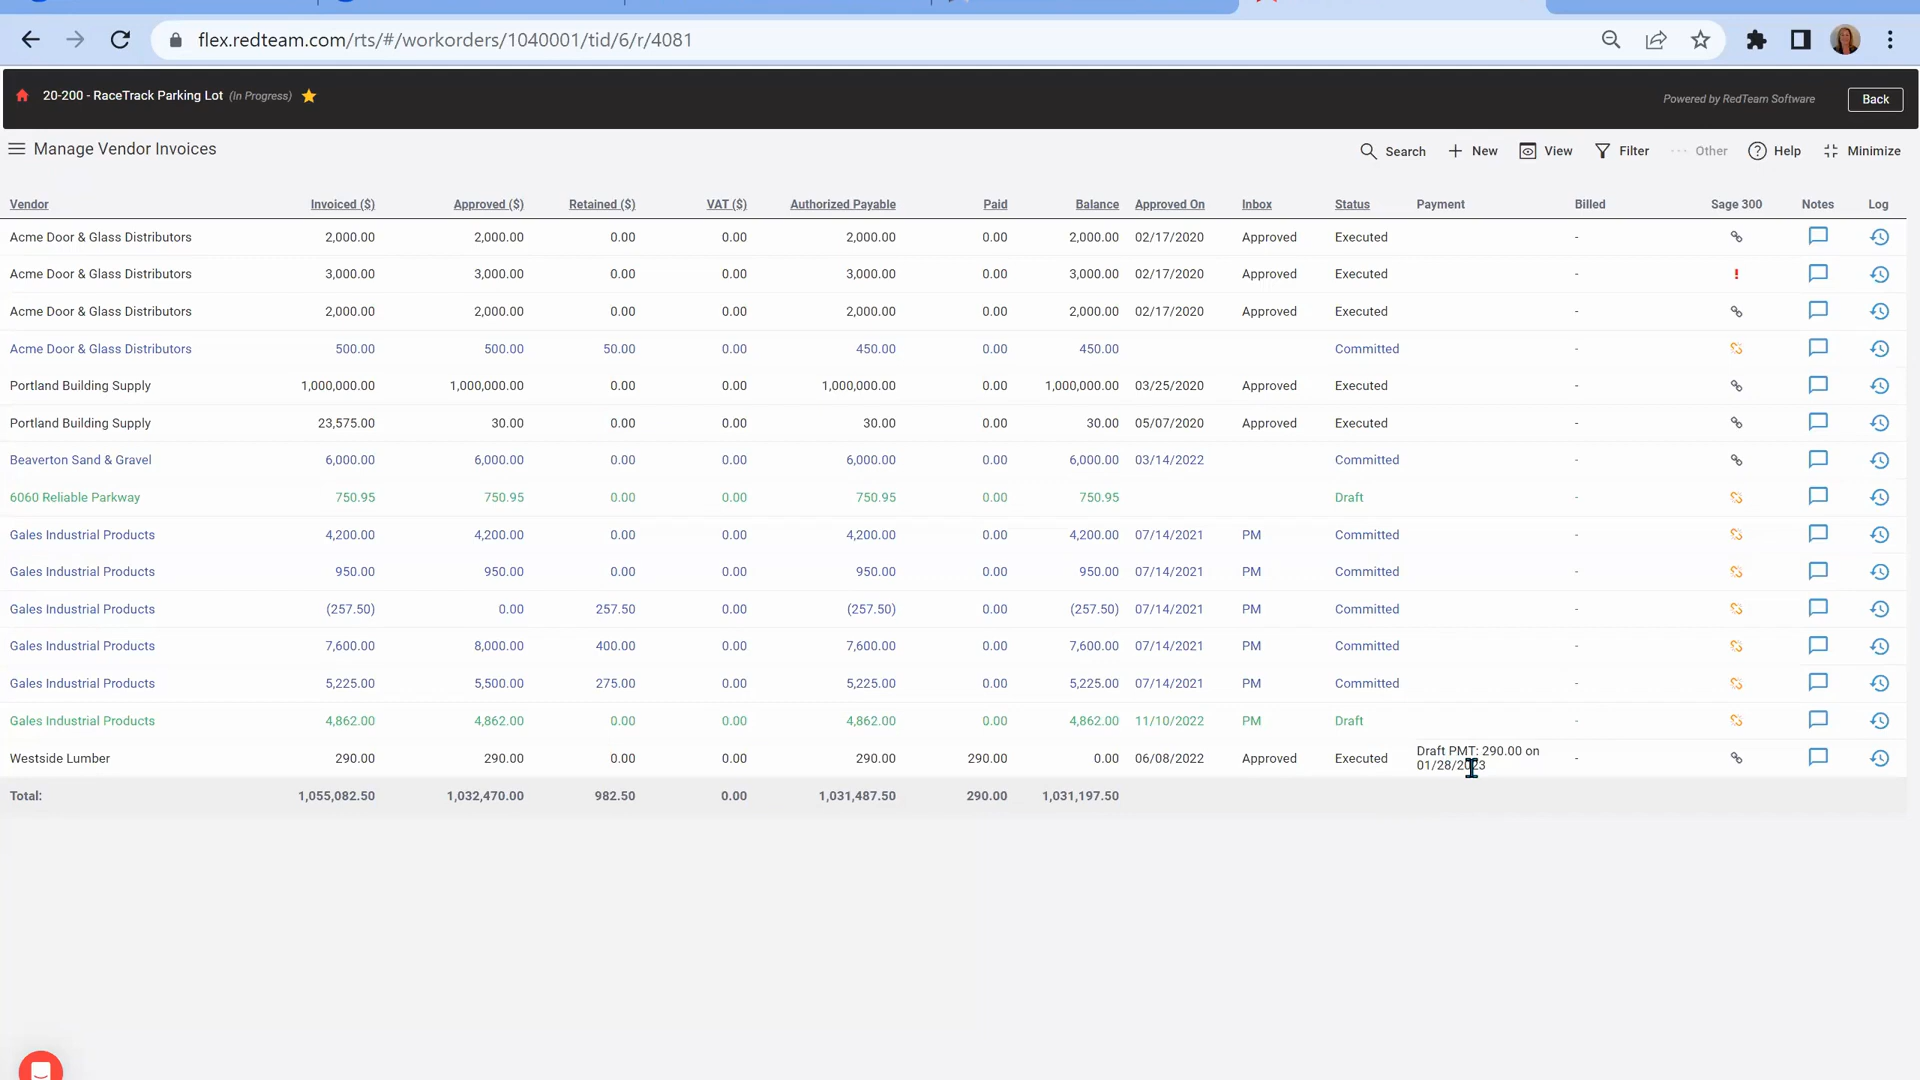 flex.redteam.com/rts/#/workorders/1040001/tid/6/r/4081
20-200 - RaceTrack Parking Lot (In Progress) Powered by RedTeam Software Back
Manage Vendor Invoices Search New View Filter Other Help Minimize
Vendor Invoiced ($) Approved ($) Retained ($) VAT ($) Authorized Payable Paid Balance Approved On Inbox Status Payment Billed Sage 300 Notes Log
Acme Door & Glass Distributors 2,000.00 2,000.00 0.00 0.00 2,000.00 0.00 2,000.00 02/17/2020 Approved Executed -
Acme Door & Glass Distributors 3,000.00 3,000.00 0.00 0.00 3,000.00 0.00 3,000.00 02/17/2020 Approved Executed - !
Acme Door & Glass Distributors 2,000.00 2,000.00 0.00 0.00 2,000.00 0.00 2,000.00 02/17/2020 Approved Executed -
Acme Door & Glass Distributors 500.00 500.00 50.00 0.00 450.00 0.00 450.00 Committed -
Portland Building Supply 1,000,000.00 1,000,000.00 0.00 0.00 1,000,000.00 0.00 1,000,000.00 03/25/2020 Approved Executed -
Portland Building Supply 23,575.00 30.00 0.00 0.00 30.00 0.00 30.00 05/07/2020 Approved Executed -
Beaverton Sand & Gravel 6,000.00 6,000.00 0.00 0.00 6,000.00 0.00 6,000.00 03/14/2022 Committed -
6060 Reliable Parkway 750.95 750.95 0.00 0.00 750.95 0.00 750.95 Draft -
Gales Industrial Products 4,200.00 4,200.00 0.00 0.00 4,200.00 0.00 4,200.00 07/14/2021 PM Committed -
Gales Industrial Products 950.00 950.00 0.00 0.00 950.00 0.00 950.00 07/14/2021 PM Committed -
Gales Industrial Products (257.50) 0.00 257.50 0.00 (257.50) 0.00 (257.50) 07/14/2021 PM Committed -
Gales Industrial Products 7,600.00 8,000.00 400.00 0.00 7,600.00 0.00 7,600.00 07/14/2021 PM Committed -
Gales Industrial Products 5,225.00 5,500.00 275.00 0.00 5,225.00 0.00 5,225.00 07/14/2021 PM Committed -
Gales Industrial Products 4,862.00 4,862.00 0.00 0.00 4,862.00 0.00 4,862.00 11/10/2022 PM Draft -
Westside Lumber 290.00 290.00 0.00 0.00 290.00 290.00 0.00 06/08/2022 Approved Executed Draft PMT: 290.00 on -
01/28/2023
Total: 1,055,082.50 1,032,470.00 982.50 0.00 1,031,487.50 290.00 1,031,197.50